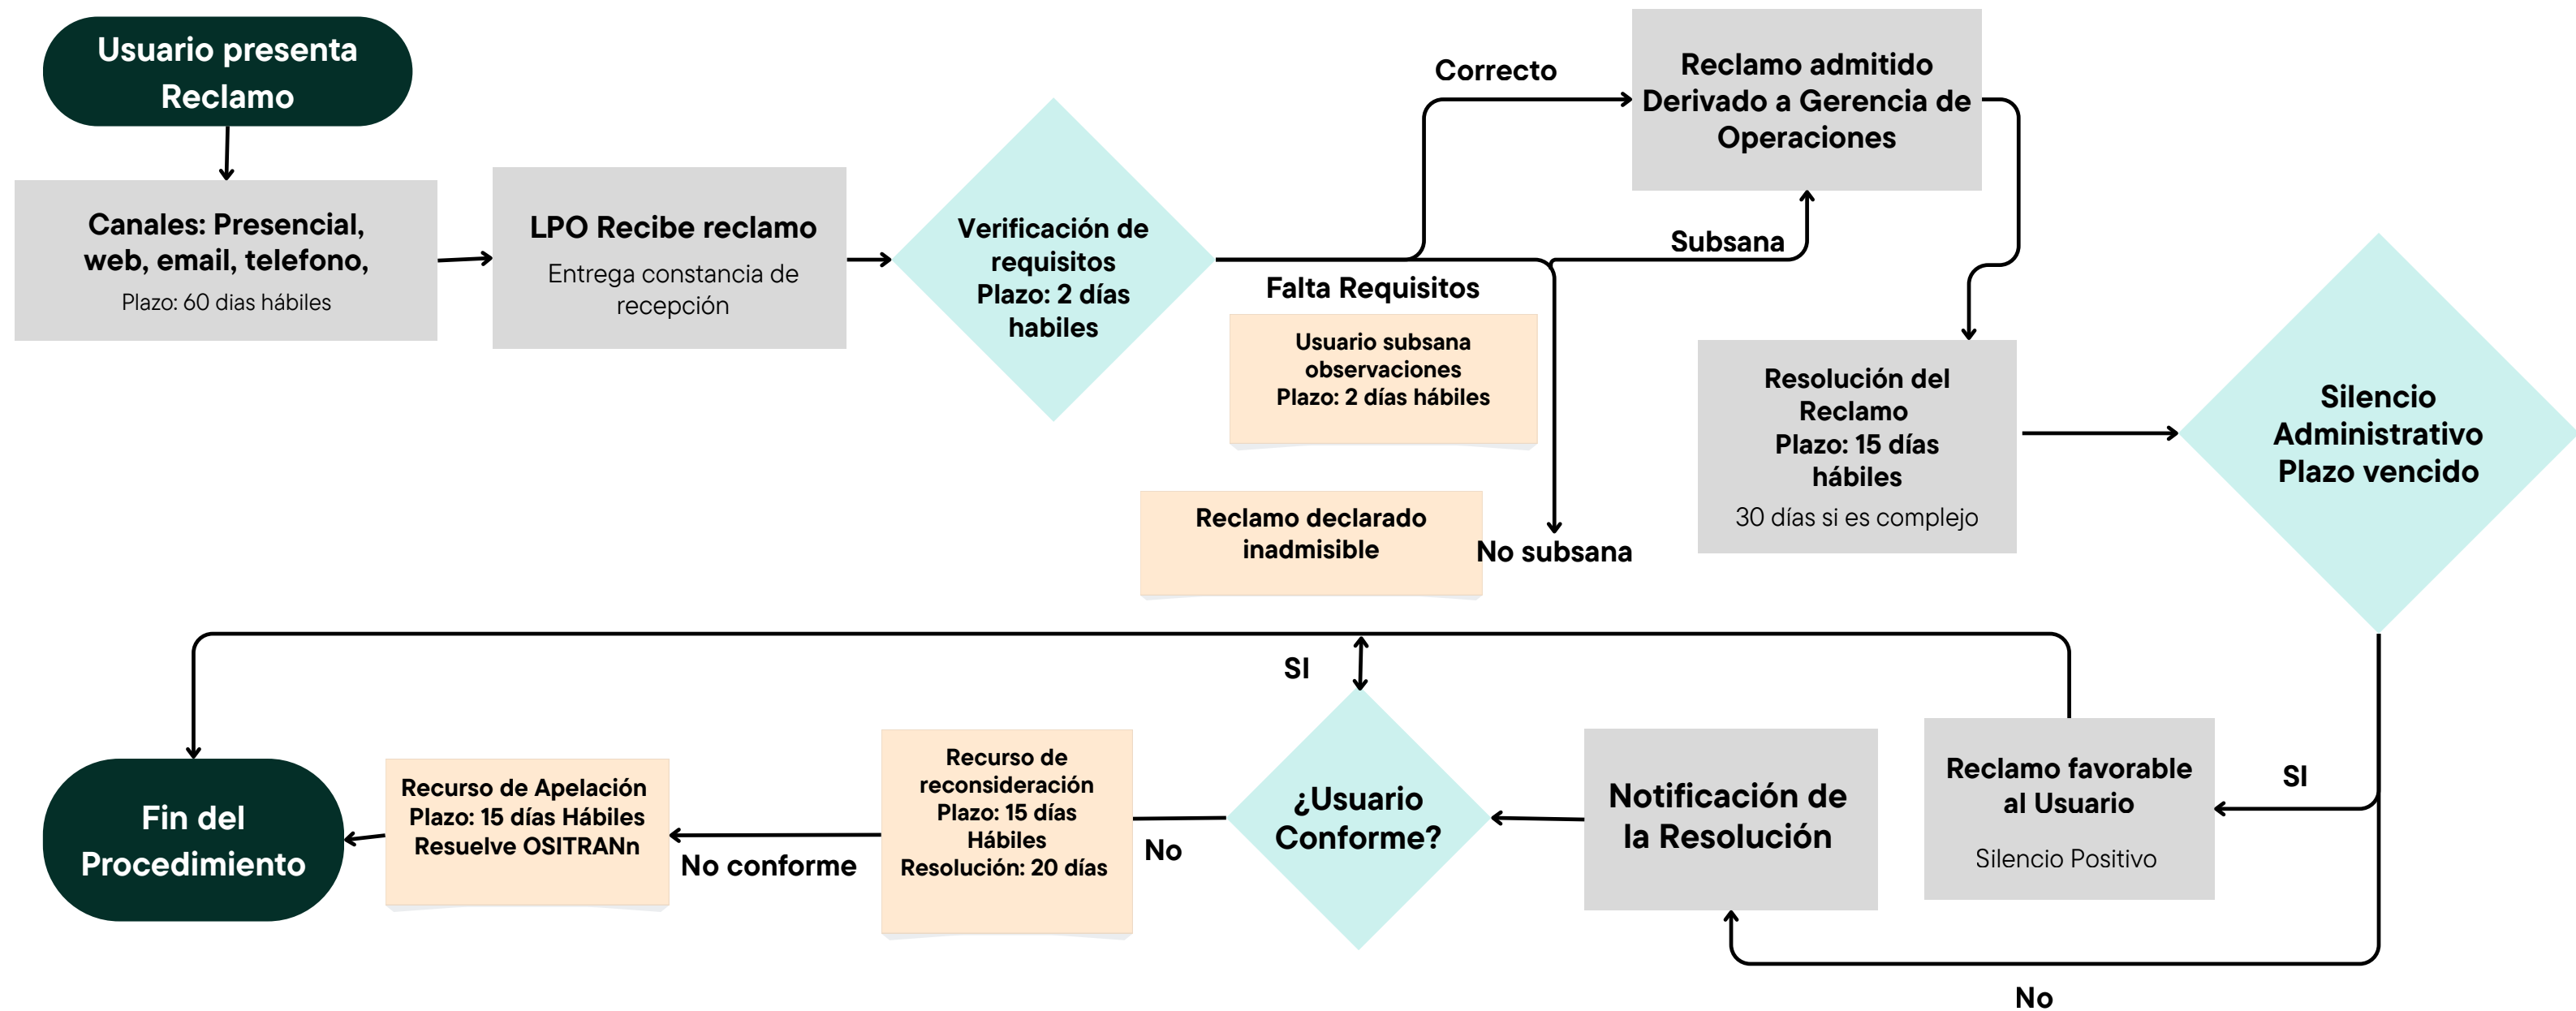 Usuario presenta
Reclamo
Canales: Presencial,
web, email, telefono,
Plazo: 60 dias hábiles
LPO Recibe reclamo
Entrega constancia de
recepción
Verificación de
requisitos
Plazo: 2 días
habiles
Correcto
Reclamo admitido
Derivado a Gerencia de
Operaciones
Subsana
Falta Requisitos
Usuario subsana
observaciones
Plazo: 2 días hábiles
Reclamo declarado
inadmisible
No subsana
Resolución del
Reclamo
Plazo: 15 días
hábiles
30 días si es complejo
Silencio
Administrativo
Plazo vencido
SI
Reclamo favorable
al Usuario
Silencio Positivo
No
Notificación de
la Resolución
¿Usuario
Conforme?
SI
No
Recurso de
reconsideración
Plazo: 15 días
Hábiles
Resolución: 20 días
No conforme
Recurso de Apelación
Plazo: 15 días Hábiles
Resuelve OSITRANn
Fin del
Procedimiento